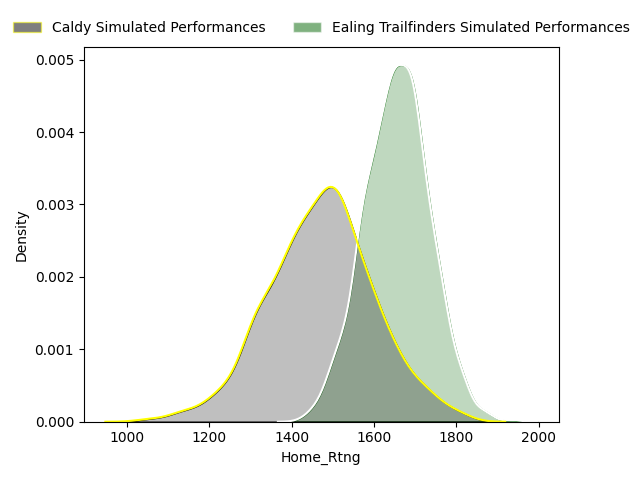 Caldy Simulated Performances Ealing Trailfinders Simulated Performances
0.005
0.004
0.003
0.002
0.001
0.000
Density
1000 1200 1400 1600 1800 2000
Home_Rtng